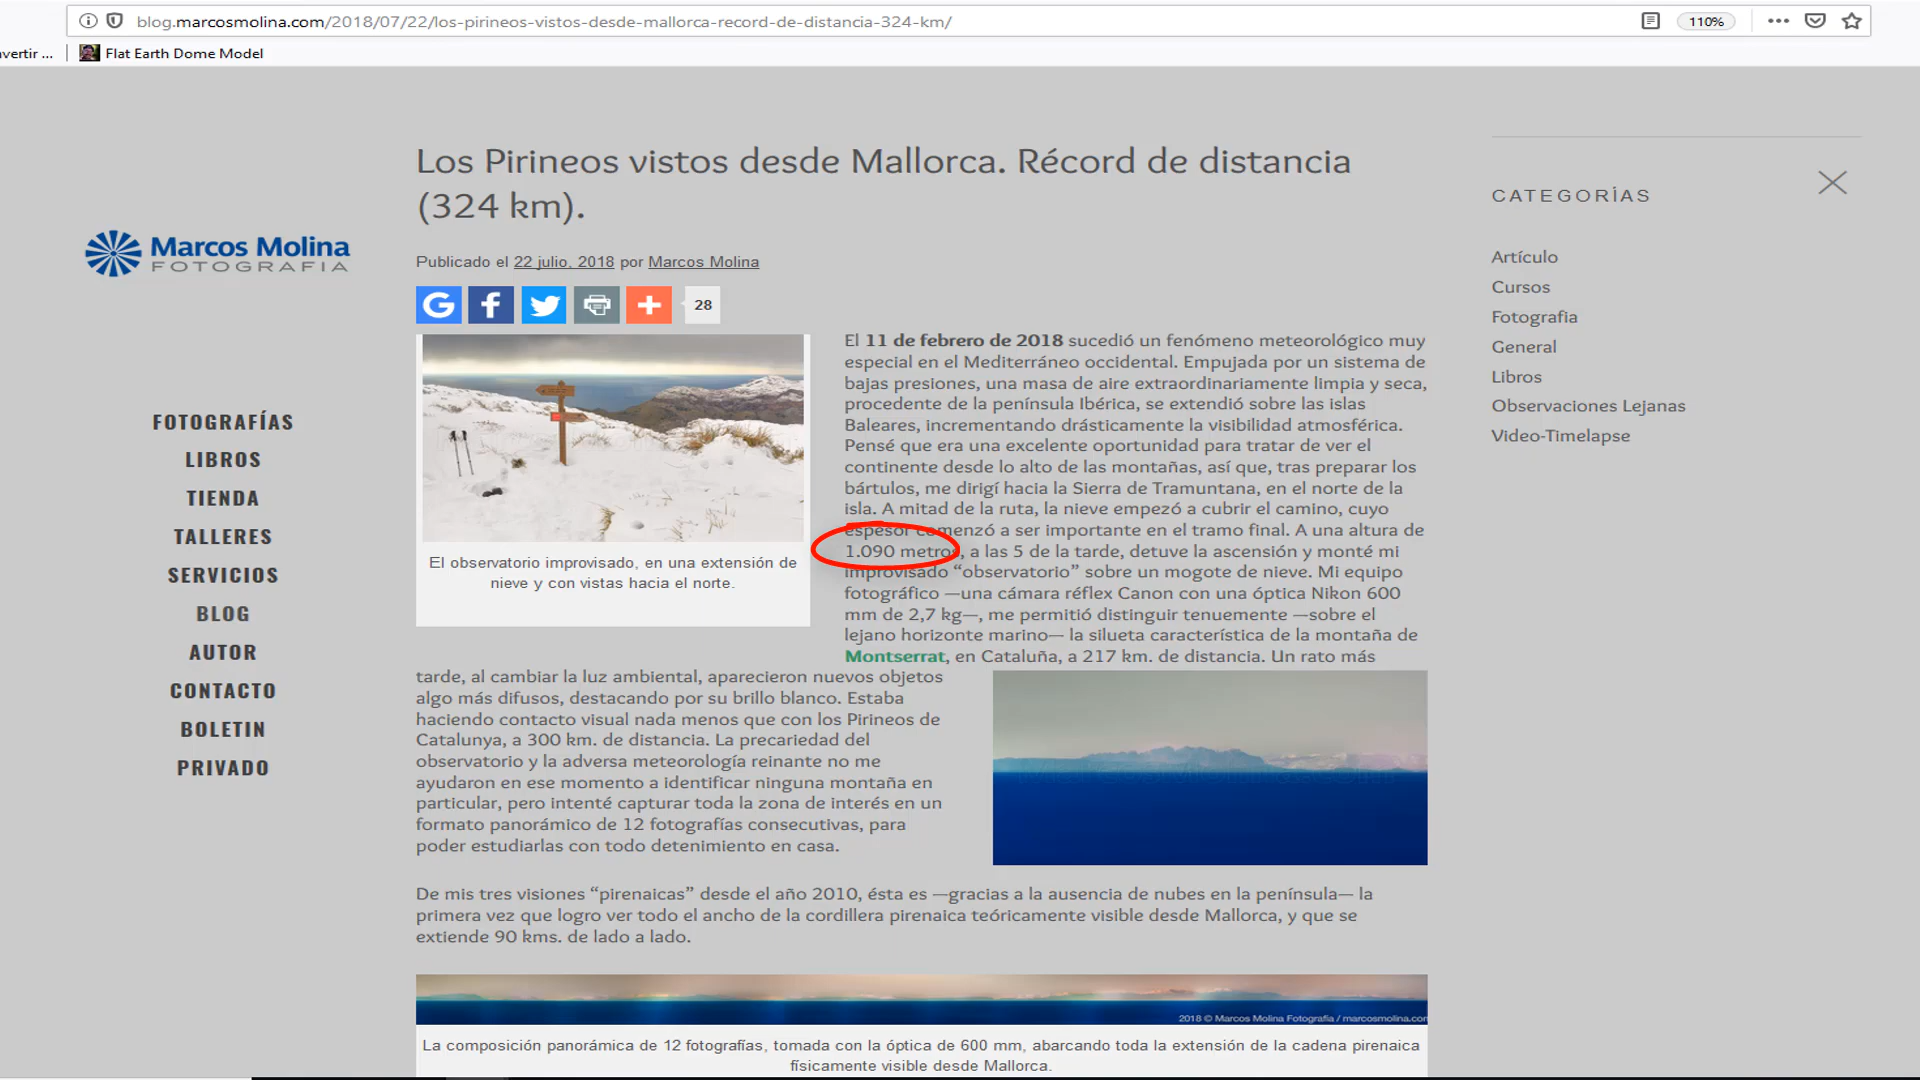 blog.marcosmolina.com/2018/07/22/los-pirineos-vistos-desde-mallorca-record-de-distancia-324-km/
110%
nvertir ...
Flat Earth Dome Model
Los Pirineos vistos desde Mallorca. Récord de distancia
(324 km).
Marcos Molina
FOTOGRAFIA
Publicado el 22 julio, 2018 por Marcos Molina
28
FOTOGRAFÍAS
LIBROS
TIENDA
TALLERES
SERVICIOS
BLOG
AUTOR
CONTACTO
BOLETIN
PRIVADO
El observatorio improvisado, en una extensión de
nieve y con vistas hacia el norte.
El 11 de febrero de 2018 sucedió un fenómeno meteorológico muy
especial en el Mediterráneo occidental. Empujada por un sistema de
bajas presiones, una masa de aire extraordinariamente limpia y seca,
procedente de la península Ibérica, se extendió sobre las islas
Baleares, incrementando drásticamente la visibilidad atmosférica.
Pensé que era una excelente oportunidad para tratar de ver el
continente desde lo alto de las montañas, así que, tras preparar los
bártulos, me dirigí hacia la Sierra de Tramuntana, en el norte de la
isla. A mitad de la ruta, la nieve empezó a cubrir el camino, cuyo
espesor comenzó a ser importante en el tramo final. A una altura de
1.090 metros, a las 5 de la tarde, detuve la ascensión y monté mi
improvisado “observatorio” sobre un mogote de nieve. Mi equipo
fotográfico —una cámara réflex Canon con una óptica Nikon 600
mm de 2,7 kg—, me permitió distinguir tenuemente —sobre el
lejano horizonte marino— la silueta característica de la montaña de
Montserrat, en Cataluña, a 217 km. de distancia. Un rato más
tarde, al cambiar la luz ambiental, aparecieron nuevos objetos
algo más difusos, destacando por su brillo blanco. Estaba
haciendo contacto visual nada menos que con los Pirineos de
Catalunya, a 300 km. de distancia. La precariedad del
observatorio y la adversa meteorología reinante no me
ayudaron en ese momento a identificar ninguna montaña en
particular, pero intenté capturar toda la zona de interés en un
formato panorámico de 12 fotografías consecutivas, para
poder estudiarlas con todo detenimiento en casa.
De mis tres visiones “pirenaicas” desde el año 2010, ésta es —gracias a la ausencia de nubes en la península— la
primera vez que logro ver todo el ancho de la cordillera pirenaica teóricamente visible desde Mallorca, y que se
extiende 90 kms. de lado a lado.
2018 © Marcos Molina Fotografía / marcosmolina.com
La composición panorámica de 12 fotografías, tomada con la óptica de 600 mm, abarcando toda la extensión de la cadena pirenaica
físicamente visible desde Mallorca.
CATEGORÍAS
Artículo
Cursos
Fotografia
General
Libros
Observaciones Lejanas
Video-Timelapse